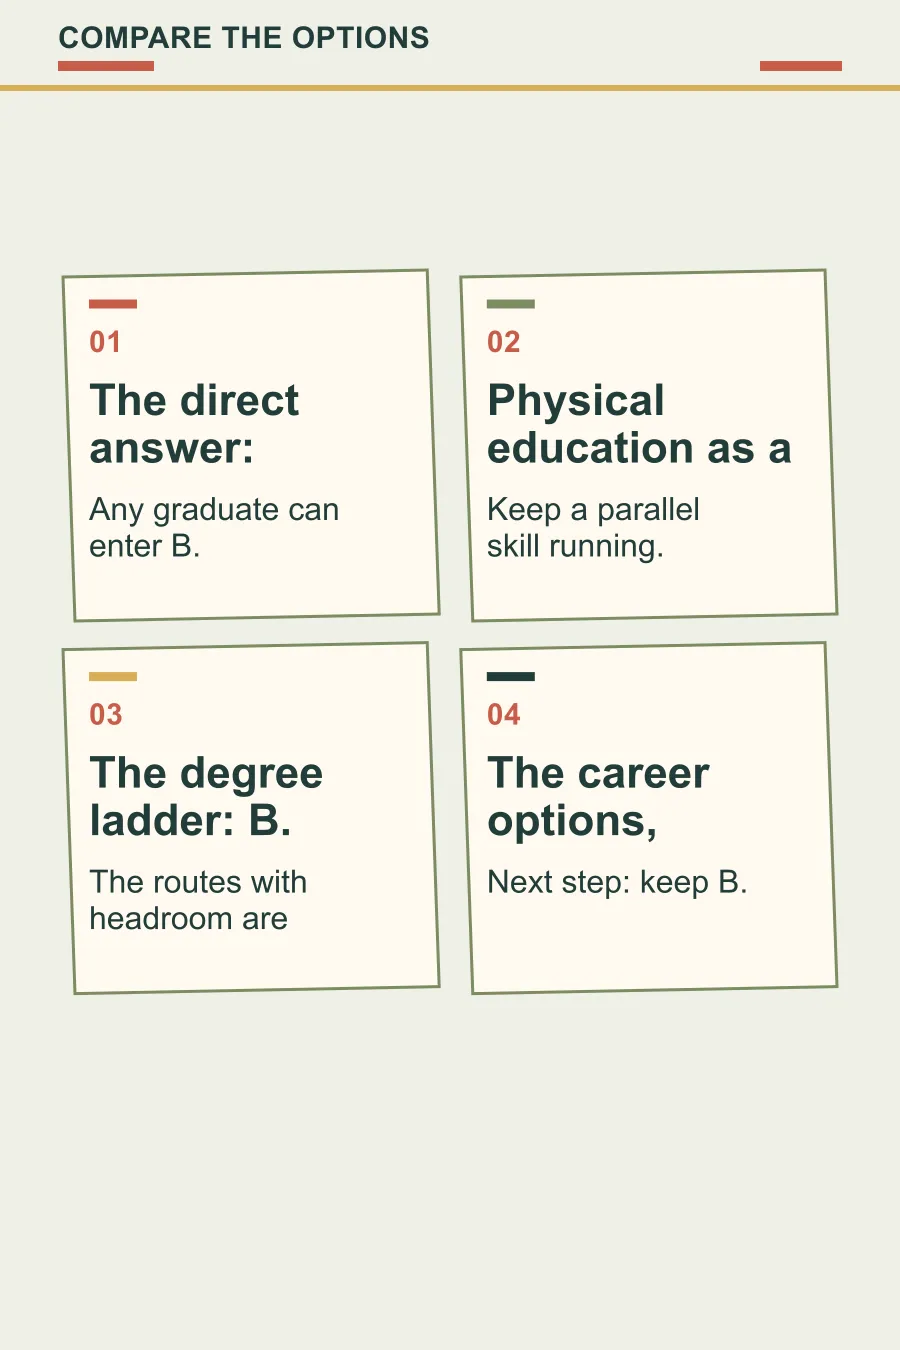 COMPARE THE OPTIONS
01
The direct
answer:
Any graduate can
enter B.
02
Physical
education as a
Keep a parallel
skill running.
03
The degree
ladder: B.
The routes with
headroom are
04
The career
options,
Next step: keep B.